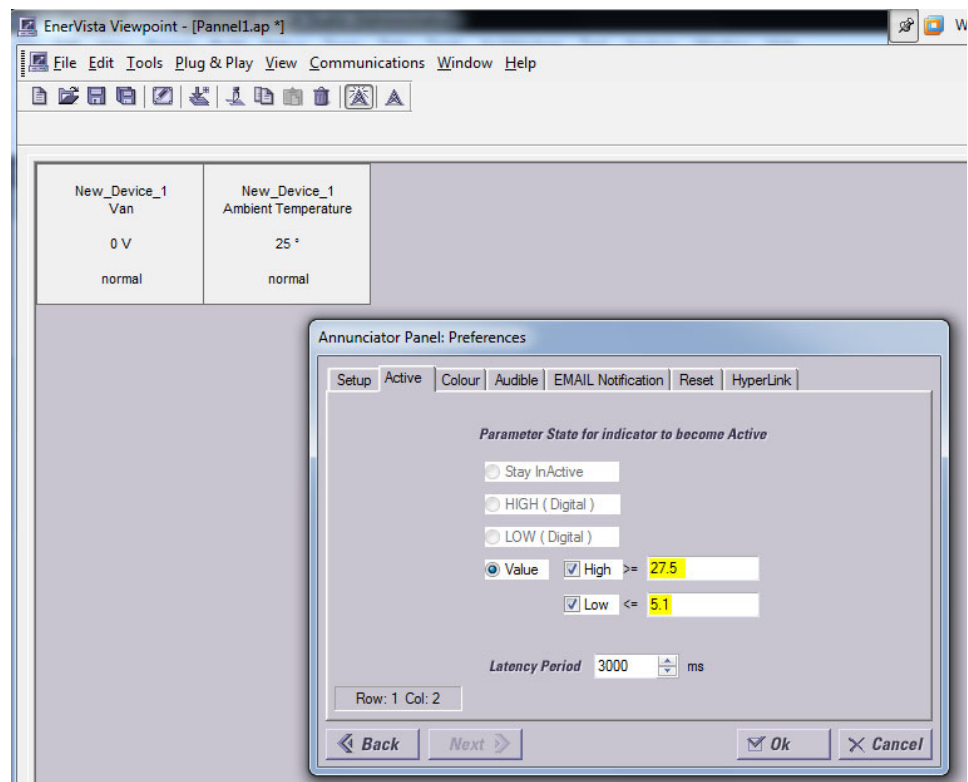 EnerVista Viewpoint - [Pannel1.ap *]
W
File Edit Tools Plug & Play View Communications Window Help
New_Device_1
Van
0 V
normal
New_Device_1
Ambient Temperature
25 °
normal
Annunciator Panel: Preferences
Setup Active Colour Audible EMAIL Notification Reset HyperLink
Parameter State for indicator to become Active
Stay InActive
HIGH ( Digital )
LOW ( Digital )
Value High >= 27.5
Low <= 5.1
Latency Period 3000 ms
Row: 1 Col: 2
Back Next Ok Cancel